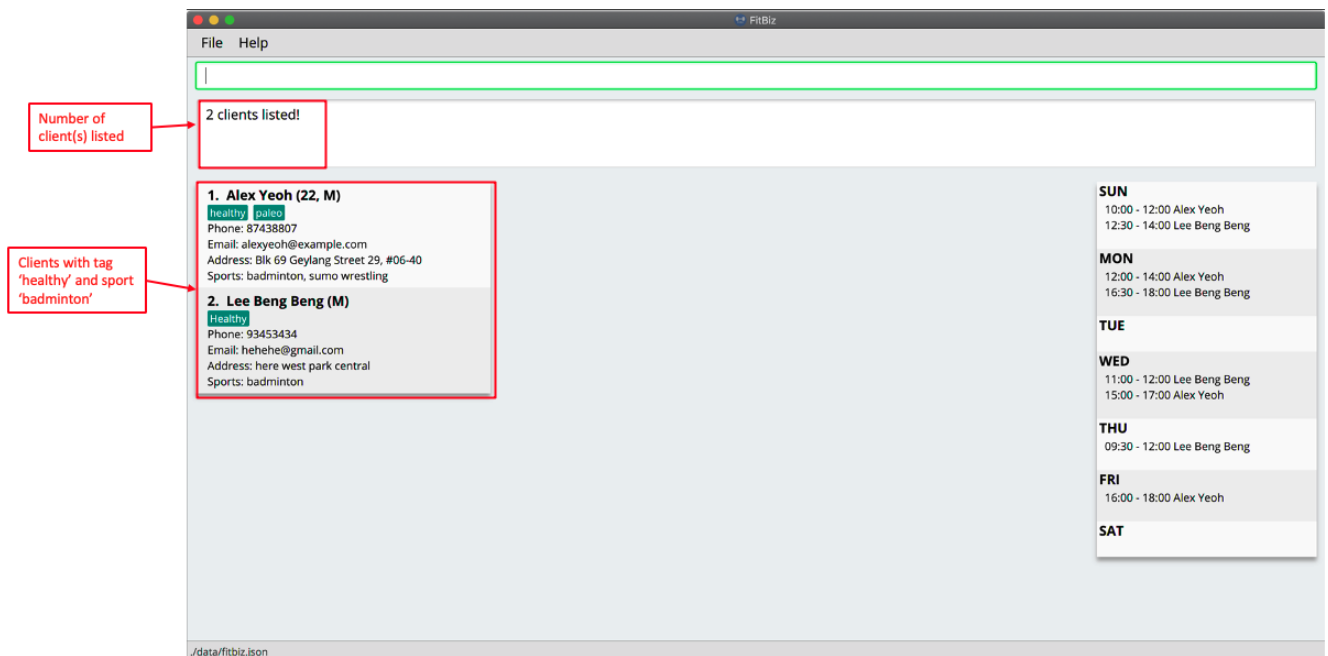 FitBiz
File Help
Number of
client(s) listed
2 clients listed!
Clients with tag
‘healthy’ and sport
‘badminton’
1. Alex Yeoh (22, M)
healthy paleo
Phone: 87438807
Email: alexyeoh@example.com
Address: Blk 69 Geylang Street 29, #06-40
Sports: badminton, sumo wrestling
2. Lee Beng Beng (M)
Healthy
Phone: 93453434
Email: hehehe@gmail.com
Address: here west park central
Sports: badminton
SUN
10:00 - 12:00 Alex Yeoh
12:30 - 14:00 Lee Beng Beng
MON
12:00 - 14:00 Alex Yeoh
16:30 - 18:00 Lee Beng Beng
TUE
WED
11:00 - 12:00 Lee Beng Beng
15:00 - 17:00 Alex Yeoh
THU
09:30 - 12:00 Lee Beng Beng
FRI
16:00 - 18:00 Alex Yeoh
SAT
./data/fitbiz.json